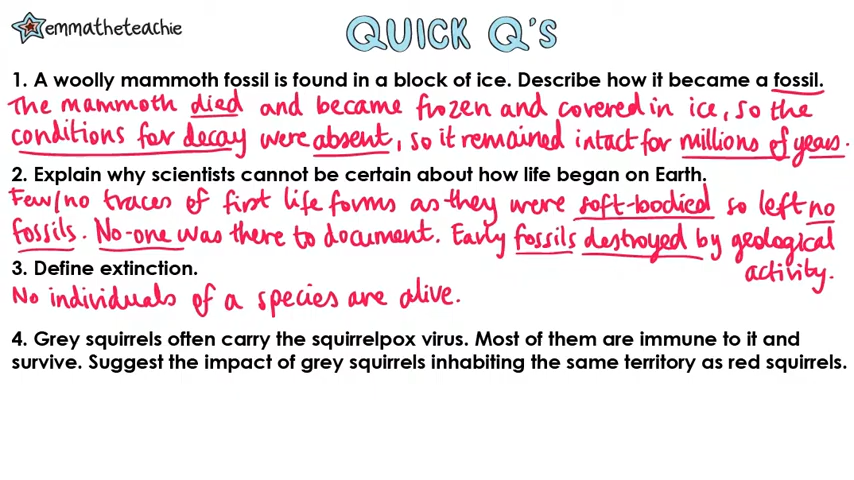 emmatheteachie
QUICK Q'S
1. A woolly mammoth fossil is found in a block of ice. Describe how it became a fossil.
The mammoth died and became frozen and covered in ice, so the
conditions for decay were absent, so it remained intact for millions of years.
2. Explain why scientists cannot be certain about how life began on Earth.
Few/no traces of first life forms as they were soft-bodied so left no
fossils. No-one was there to document. Early fossils destroyed by geological
activity.
3. Define extinction.
No individuals of a species are alive.
4. Grey squirrels often carry the squirrelpox virus. Most of them are immune to it and
survive. Suggest the impact of grey squirrels inhabiting the same territory as red squirrels.